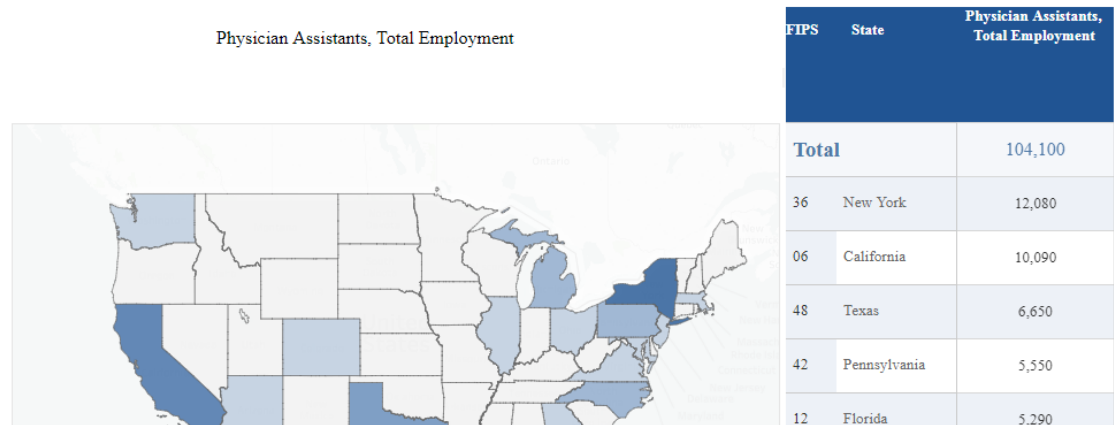 Physician Assistants, Total Employment
FIPS State Physician Assistants,
Total Employment
Total 104,100
36 New York 12,080
06 California 10,090
48 Texas 6,650
42 Pennsylvania 5,550
12 Florida 5,290
Ontario